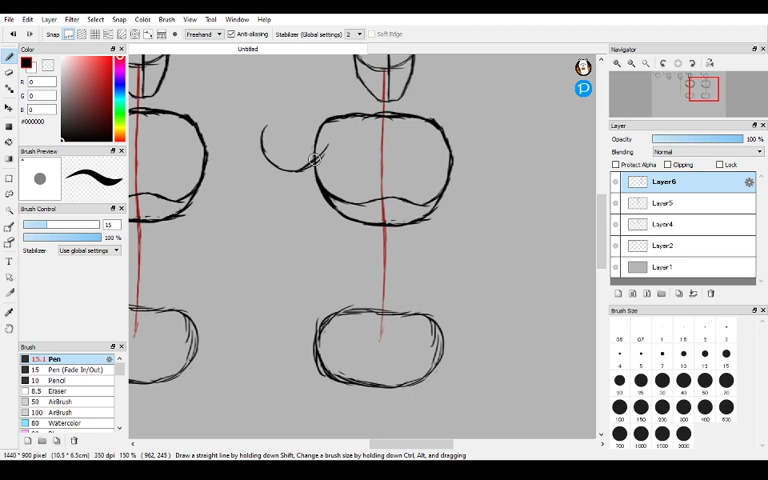 File Edit Layer Snap Select Color Brush View Tool Window Help
Snap Freehand Anti-aliasing Stabilizer (Global settings) 2 Soft Edge
Untitled
Color
R 0
G 0
B 0
#000000
Brush Preview
Brush Control
15
100 %
Stabilizer Use global settings
Brush
15.1 Pen
15 Pen (Fade In/Out)
10 Pencil
8.5 Eraser
50 AirBrush
100 AirBrush
80 Watercolor
Navigator
Layer
Opacity 100 %
Blending Normal
Protect Alpha Clipping Lock
Layer6
Layer5
Layer4
Layer2
Layer1
Brush Size
1440 * 900 pixel (10.5 * 6.5cm) 350 dpi 150 % ( 962, 243 ) Draw a straight line by holding down Shift, Change a brush size by holding down Ctrl, Alt, and dragging